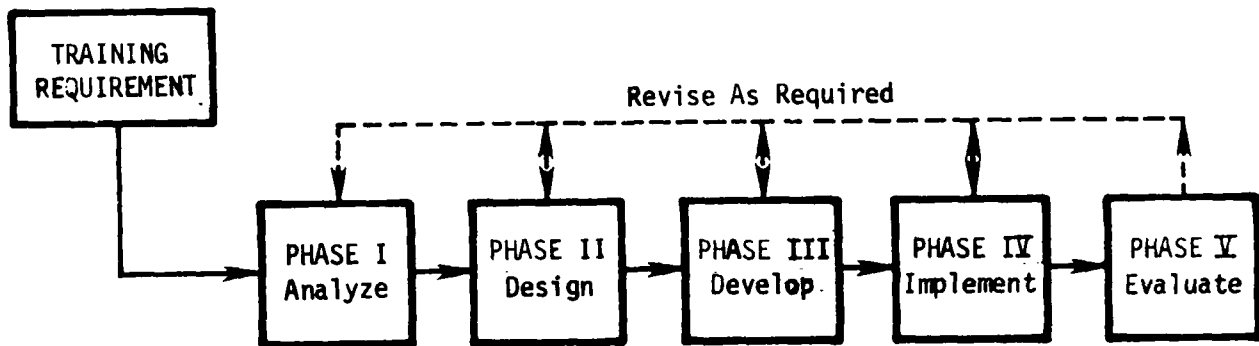 TRAINING
REQUIREMENT
Revise As Required
PHASE I
Analyze
PHASE II
Design
PHASE III
Develop
PHASE IV
Implement
PHASE V
Evaluate